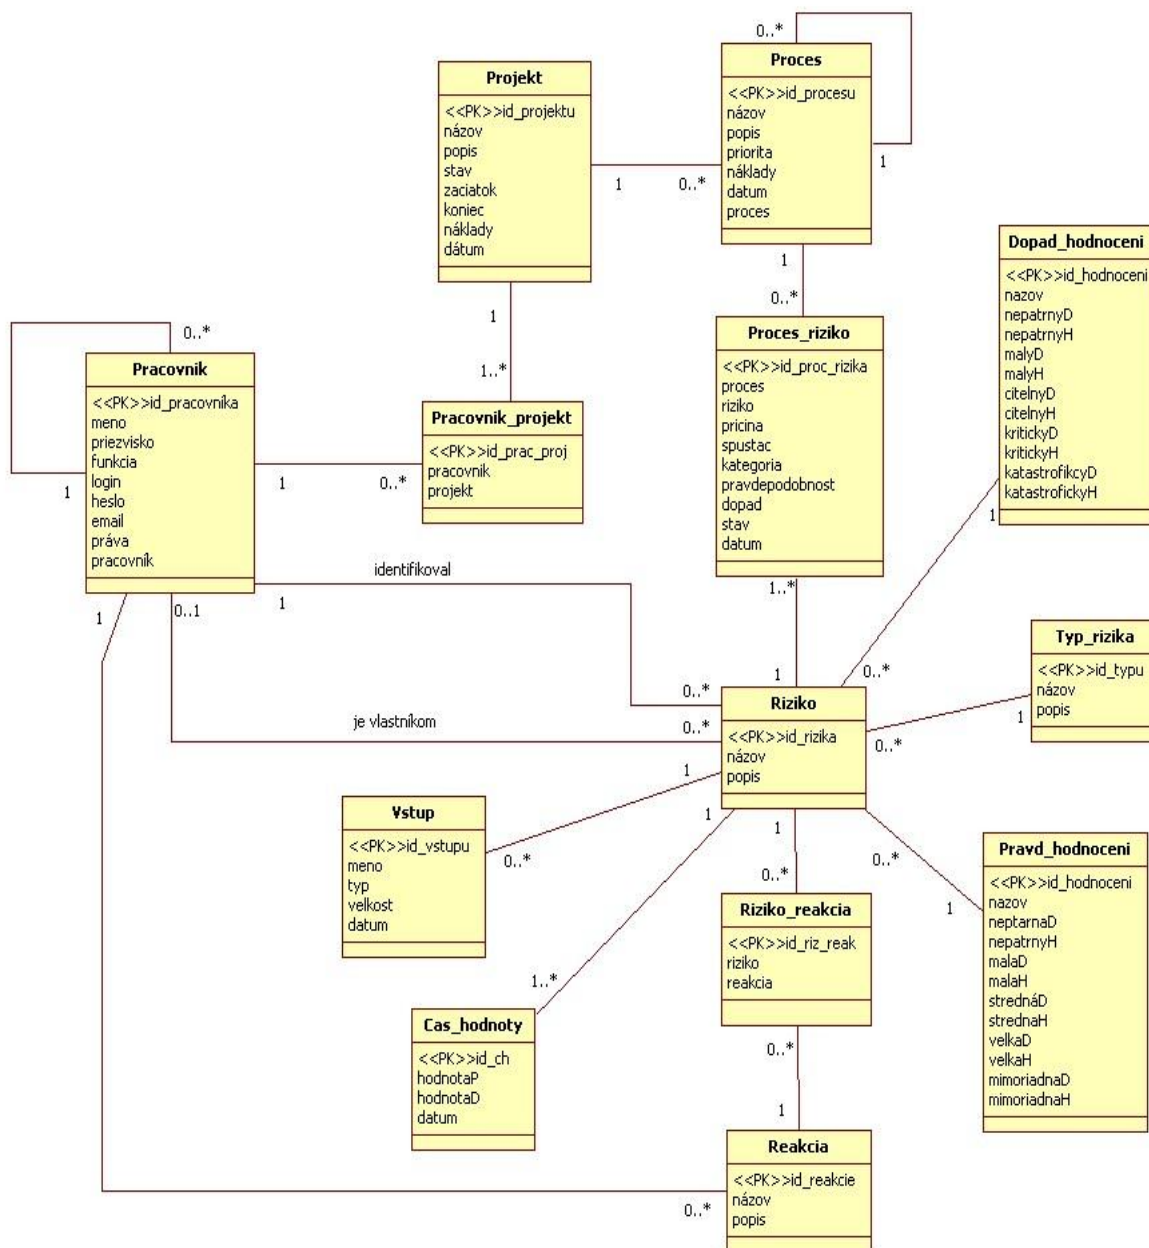 0..*
Proces
<<PK>>id_procesu
názov
popis
priorita
náklady
datum
proces
1
Projekt
<<PK>>id_projektu
názov
popis
stav
zaciatok
koniec
náklady
dátum
1
0..*
1
1..*
1
0..*
Dopad_hodnoceni
<<PK>>id_hodnoceni
nazov
nepatrnyD
nepatrnyH
malyD
malyH
citelnyD
citelnyH
kritickyD
kritickyH
katastrofikcyD
katastrofickyH
1
0..*
Pracovnik
<<PK>>id_pracovníka
meno
priezvisko
funkcia
login
heslo
email
práva
pracovník
1
0..*
1
Pracovnik_projekt
<<PK>>id_prac_proj
pracovnik
projekt
1
0..*
Proces_riziko
<<PK>>id_proc_rizika
proces
riziko
pricina
spustac
kategoria
pravdepodobnost
dopad
stav
datum
1..*
1
identifikoval
1
0..*
0..1
je vlastníkom
0..*
Riziko
<<PK>>id_rizika
názov
popis
Typ_rizika
<<PK>>id_typu
názov
popis
1
0..*
Vstup
<<PK>>id_vstupu
meno
typ
velkost
datum
1
0..*
1
1..*
1
0..*
0..*
1
Pravd_hodnoceni
<<PK>>id_hodnoceni
nazov
neptarnaD
nepatrnyH
malaD
malaH
strednáD
strednaH
velkaD
velkaH
mimoriadnaD
mimoriadnaH
Riziko_reakcia
<<PK>>id_riz_reak
riziko
reakcia
Cas_hodnoty
<<PK>>id_ch
hodnotaP
hodnotaD
datum
0..*
1
Reakcia
<<PK>>id_reakcie
názov
popis
0..*